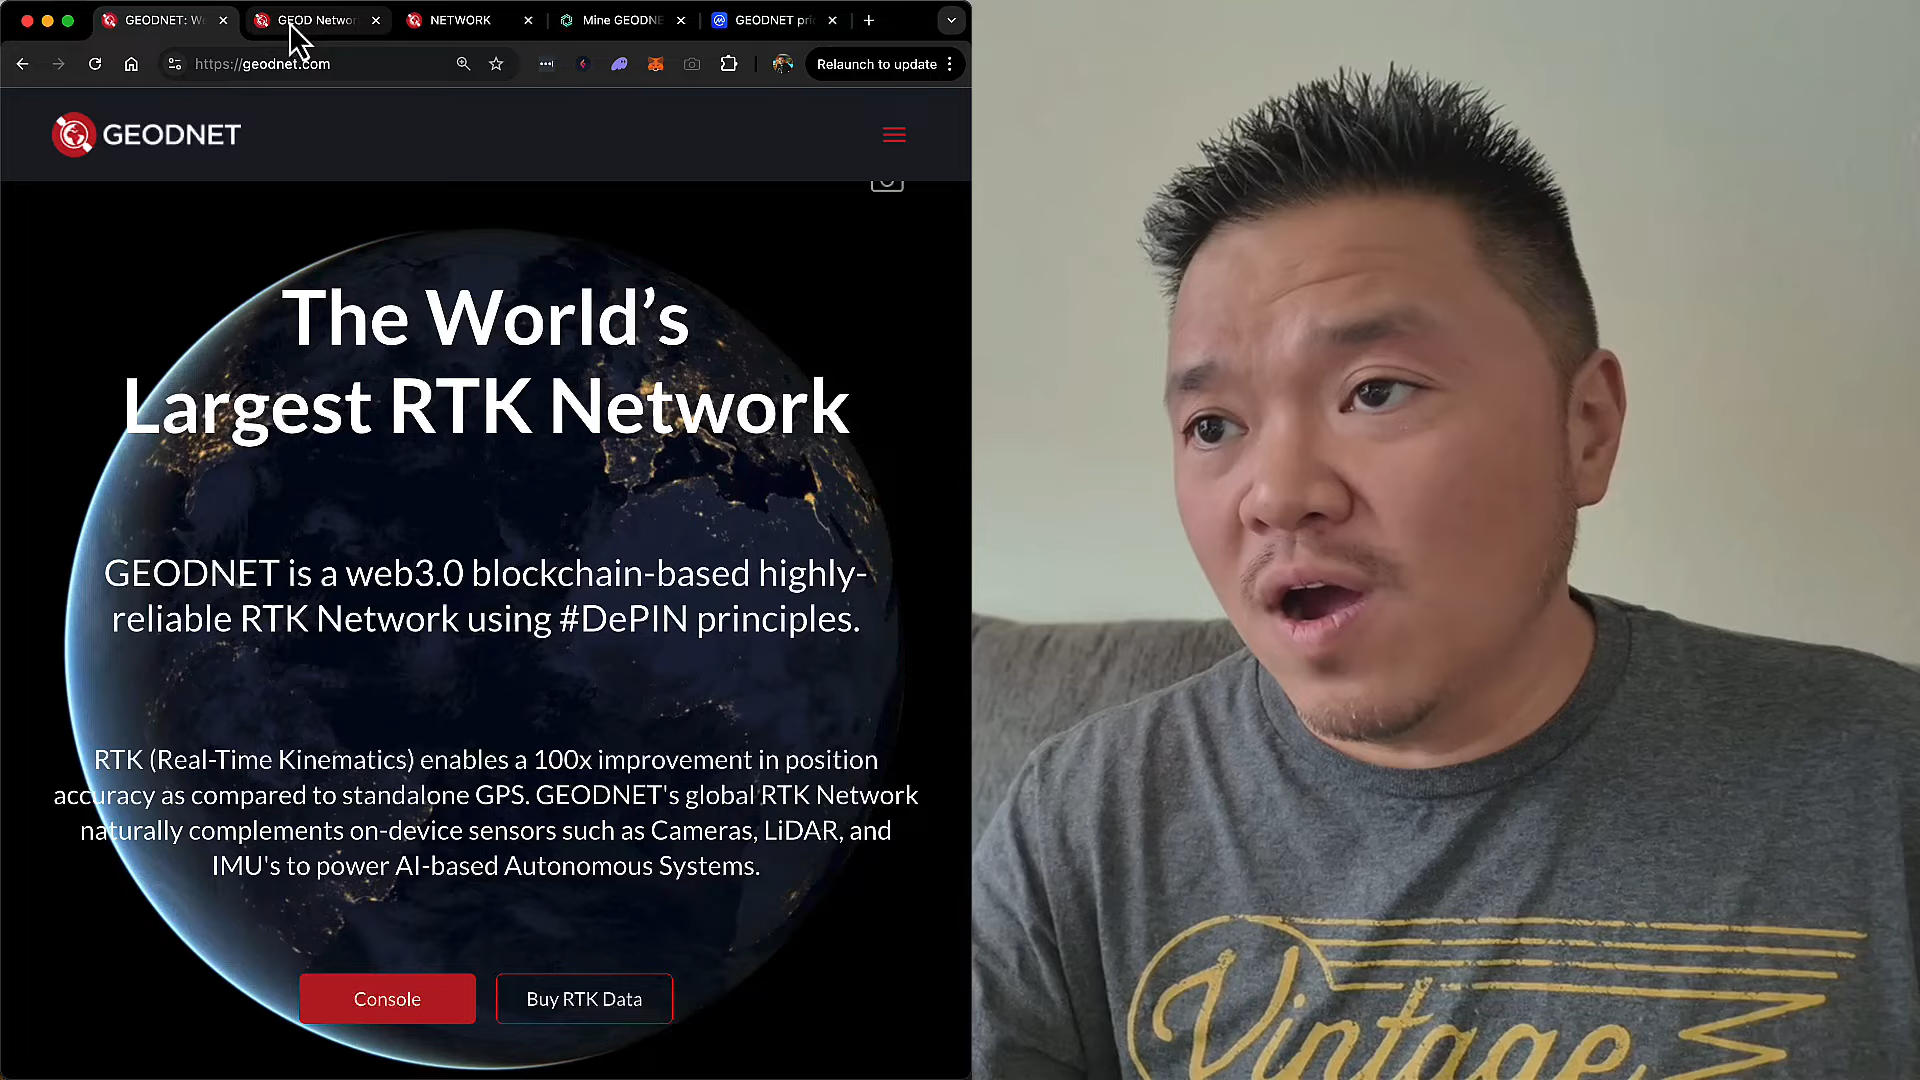 GEODNET: W
GEOD Networ
NETWORK
Mine GEODNE
GEODNET pri
https://geodnet.com
Relaunch to update
GEODNET
The World’s
Largest RTK Network
GEODNET is a web3.0 blockchain-based highly-
reliable RTK Network using #DePIN principles.
RTK (Real-Time Kinematics) enables a 100x improvement in position
accuracy as compared to standalone GPS. GEODNET's global RTK Network
naturally complements on-device sensors such as Cameras, LiDAR, and
IMU's to power AI-based Autonomous Systems.
Console
Buy RTK Data
Vintage